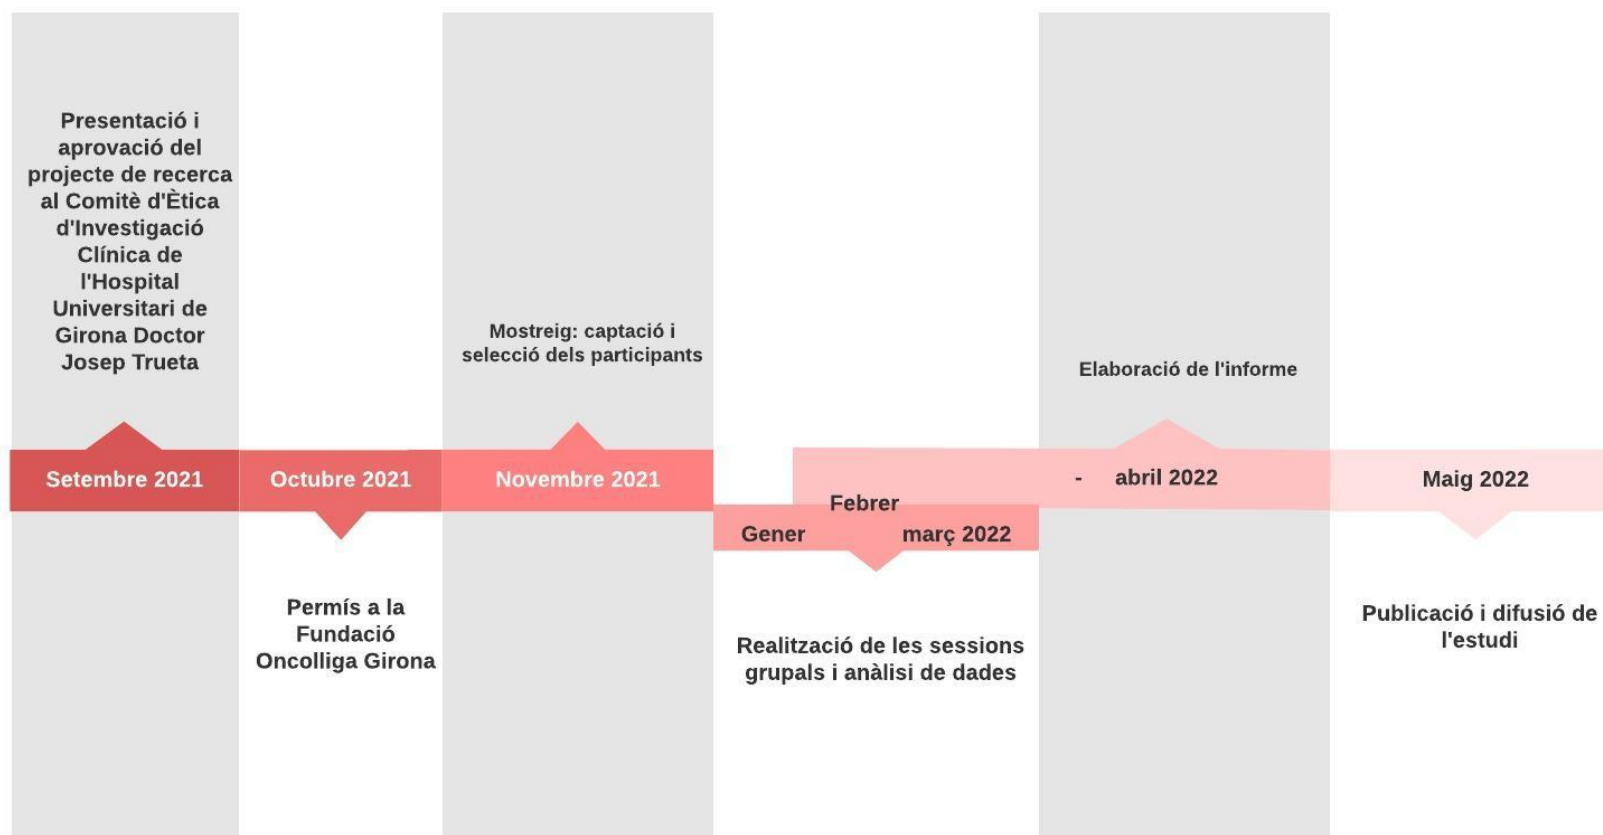 Presentació i
aprovació del
projecte de recerca
al Comitè d'Ètica
d'Investigació
Clínica de
l'Hospital
Universitari de
Girona Doctor
Josep Trueta
Setembre 2021
Octubre 2021
Permís a la
Fundació
Oncolliga Girona
Mostreig: captació i
selecció dels participants
Novembre 2021
Febrer
Gener març 2022
Realització de les sessions
grupals i anàlisi de dades
Elaboració de l'informe
- abril 2022
Maig 2022
Publicació i difusió de
l'estudi